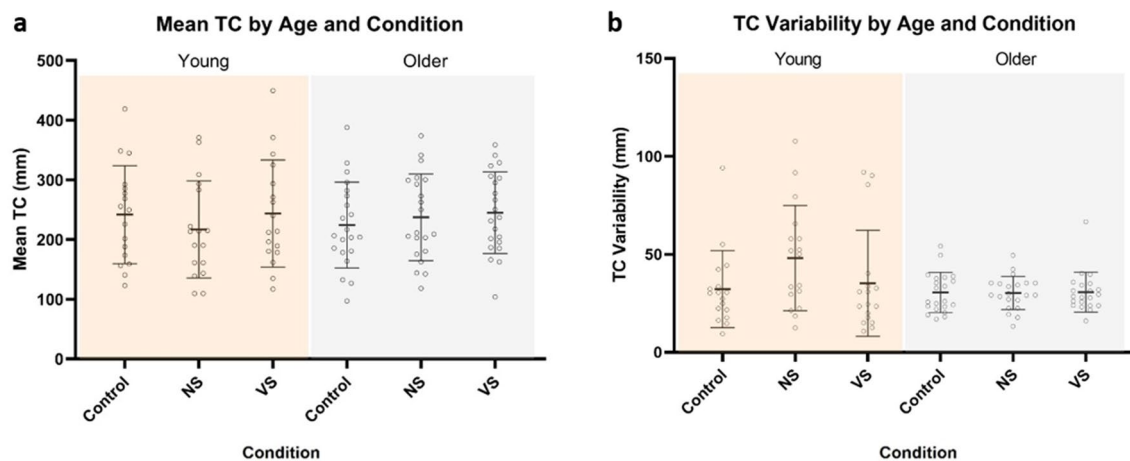 a
Mean TC by Age and Condition
Young
Older
Mean TC (mm)
500
400
300
200
100
0
Control
NS
VS
Control
NS
VS
Condition
b
TC Variability by Age and Condition
Young
Older
TC Variability (mm)
150
100
50
0
Control
NS
VS
Control
NS
VS
Condition